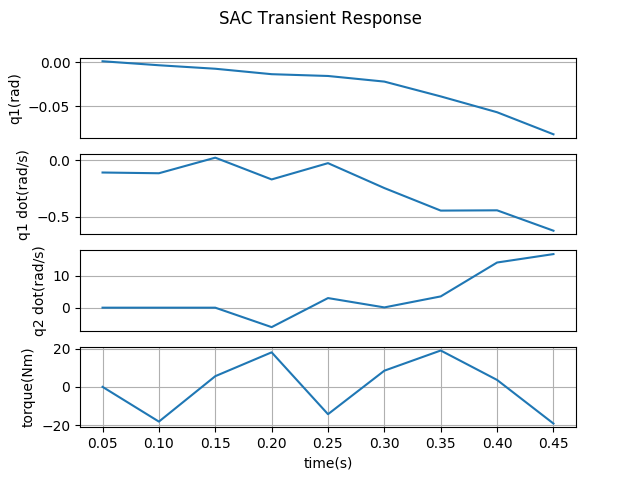 SAC Transient Response
0.00
−0.05
q1(rad)
0.0
−0.5
q1 dot(rad/s)
10
0
q2 dot(rad/s)
20
0
−20
torque(Nm)
0.05 0.10 0.15 0.20 0.25 0.30 0.35 0.40 0.45
time(s)